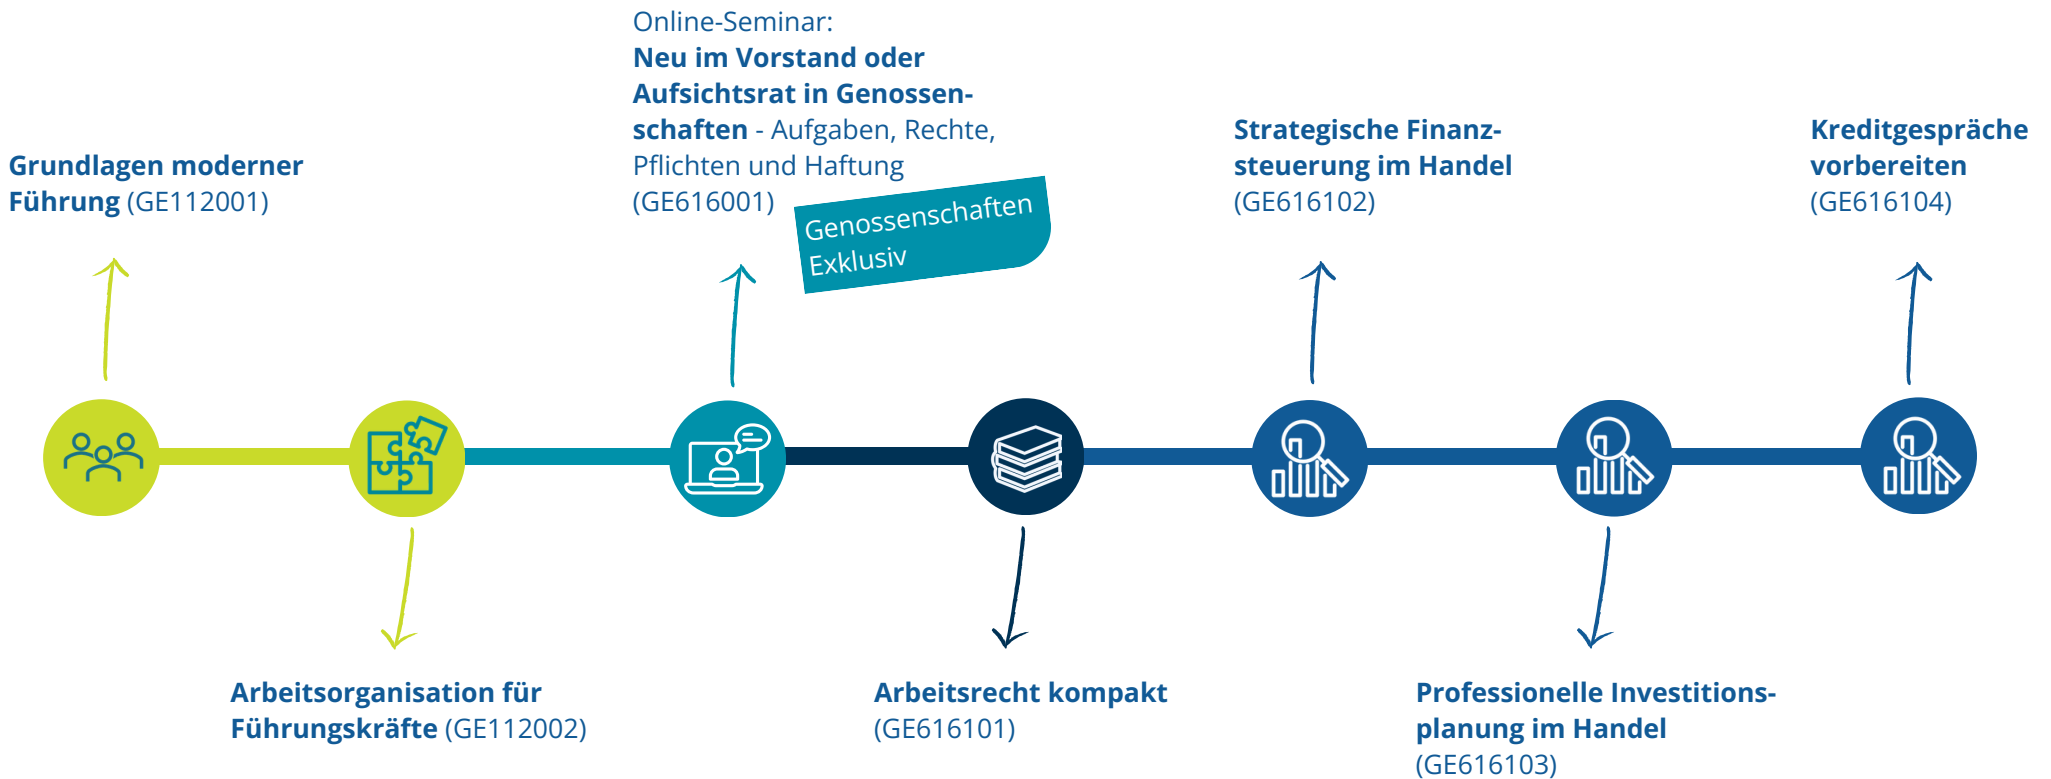 Grundlagen moderner
Führung (GE112001)
Arbeitsorganisation für
Führungskräfte (GE112002)
Online-Seminar:
Neu im Vorstand oder
Aufsichtsrat in Genossen-
schaften - Aufgaben, Rechte,
Pflichten und Haftung
(GE616001)
Genossenschaften
Exklusiv
Arbeitsrecht kompakt
(GE616101)
Strategische Finanz-
steuerung im Handel
(GE616102)
Professionelle Investitions-
planung im Handel
(GE616103)
Kreditgespräche
vorbereiten
(GE616104)